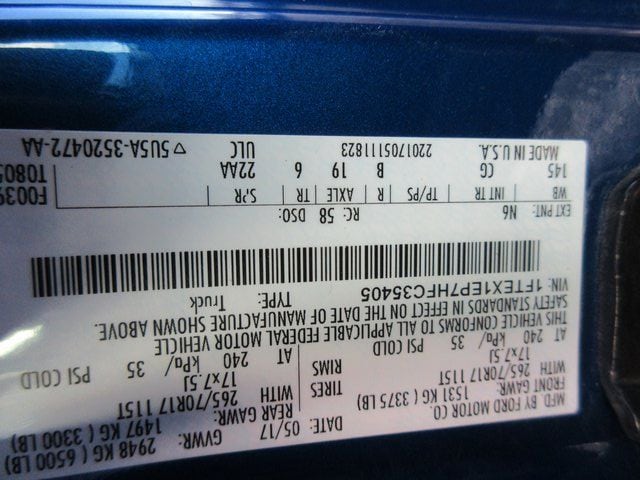 MFD. BY FORD MOTOR CO.
DATE: 05/17 GVWR: 2948 KG ( 6500 LB)
FRONT GAWR: REAR GAWR: 1497 KG ( 3300 LB)
1531 KG ( 3375 LB) WITH
265/70R17 115T TIRES 265/70R17 115T
17x7.5J RIMS 17x7.5J
AT 240 kPa/ 35 PSI COLD AT 240 kPa/ 35 PSI COLD
THIS VEHICLE CONFORMS TO ALL APPLICABLE FEDERAL MOTOR VEHICLE
SAFETY STANDARDS IN EFFECT ON THE DATE OF MANUFACTURE SHOWN ABOVE.
VIN: 1FTEX1EP7HFC35405 TYPE: Truck
EXT PNT: N6 RC: 58 DSO: F0039
WB INT TR TP/PS R AXLE TR SPR T0805
145 CG B 19 6 22AA
MADE IN U.S.A. 220170511823 ULC ▽5U5A-3520472-AA